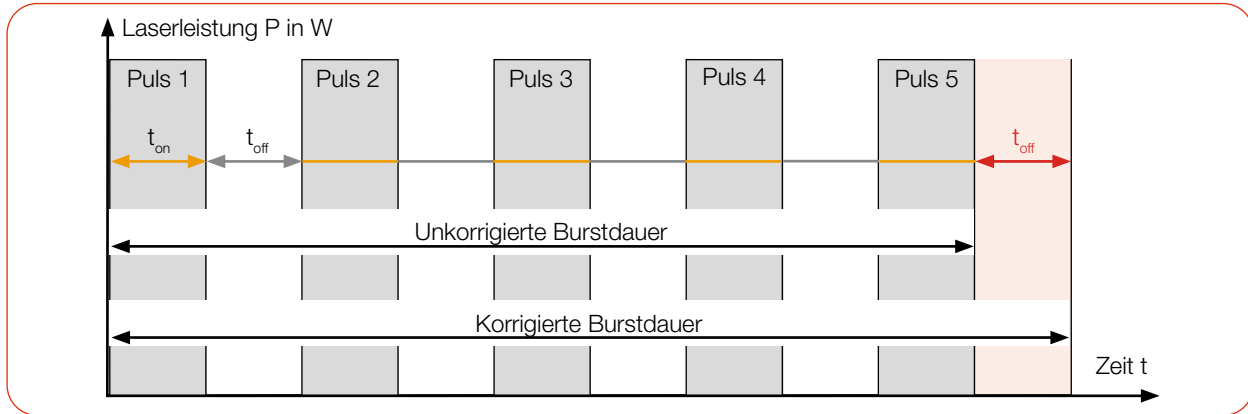 Laserleistung P in W
Puls 1 Puls 2 Puls 3 Puls 4 Puls 5
ton toff toff
Unkorrigierte Burstdauer
Korrigierte Burstdauer
Zeit t